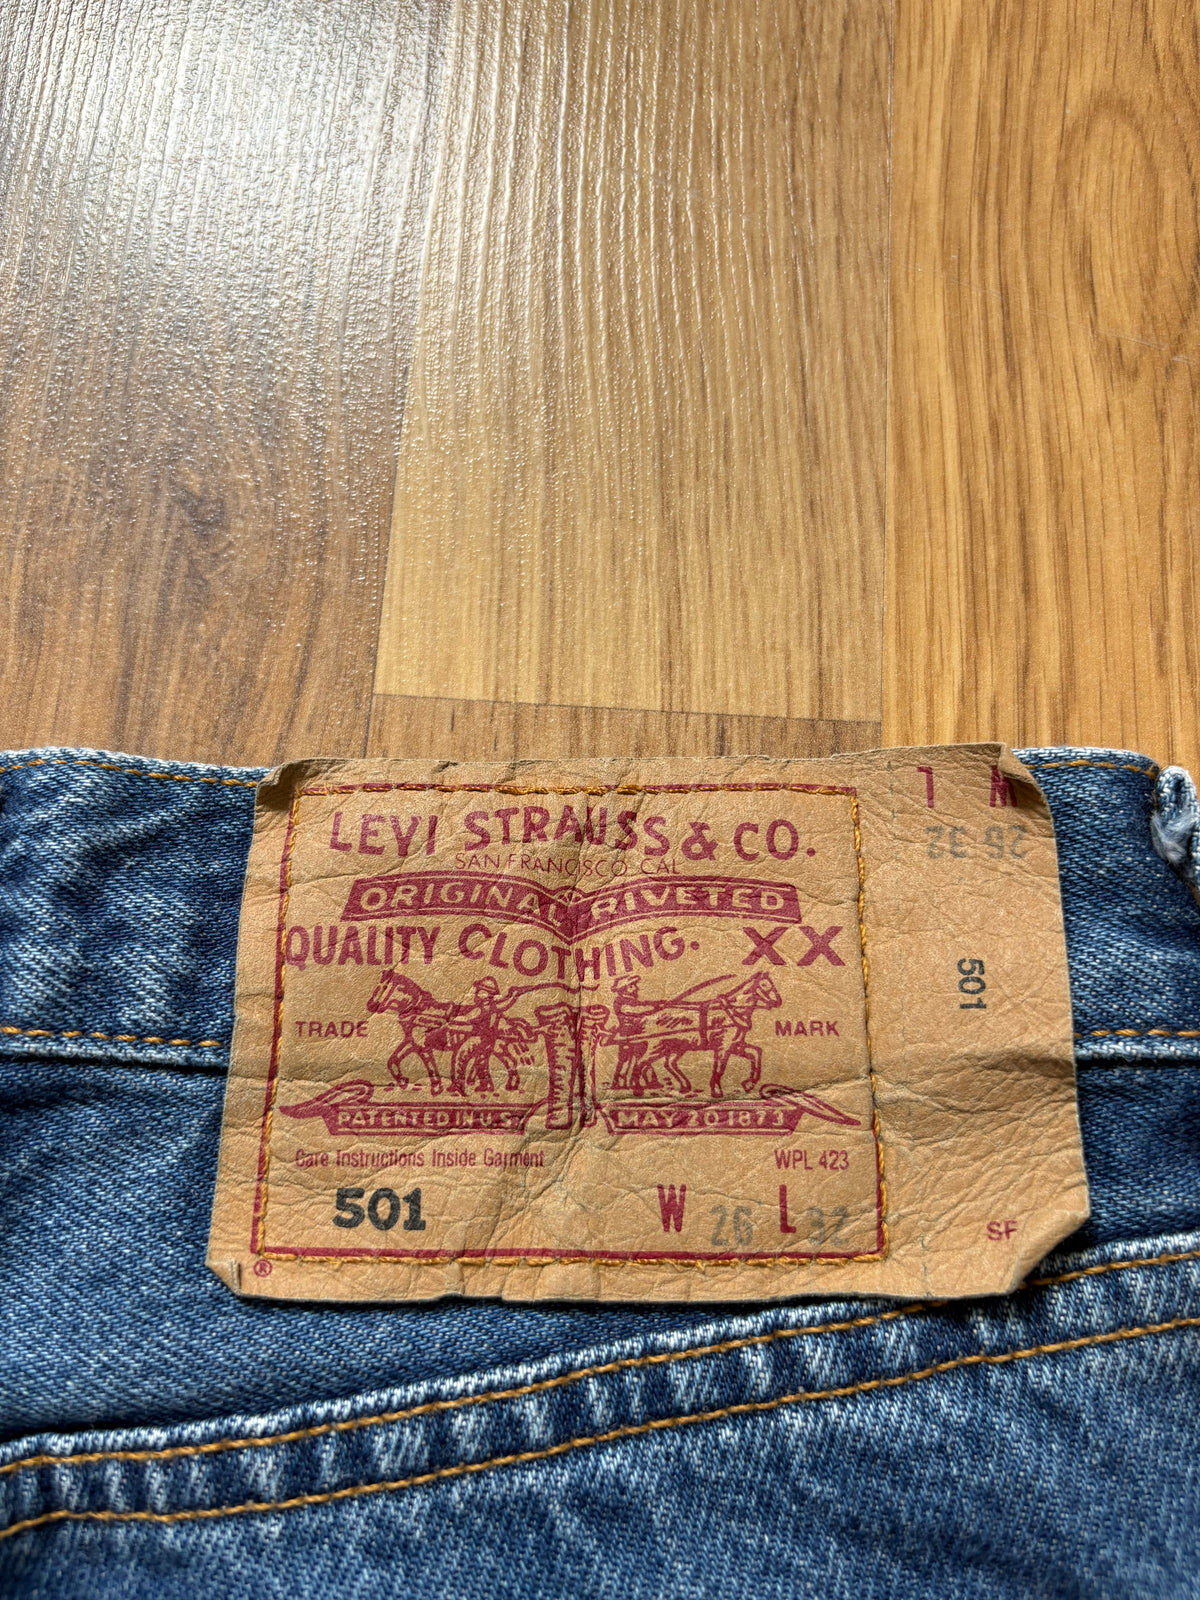 LEVI STRAUSS & CO.
SAN FRANCISCO CAL
ORIGINAL RIVETED
QUALITY CLOTHING. XX
TRADE MARK
PATENTED IN U.S. MAY 20 1873
Care Instructions Inside Garment WPL 423
501 W 26 L 32
®
L W
32 26
501
SF